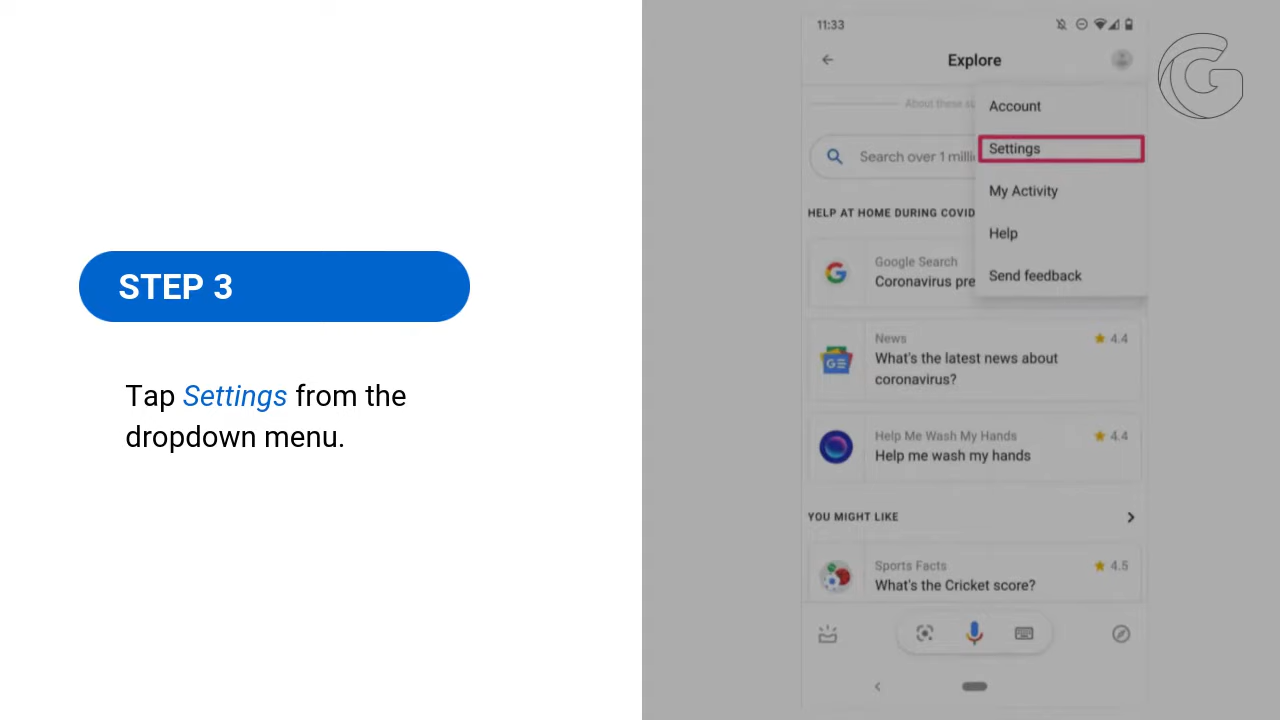 STEP 3
Tap Settings from the
dropdown menu.
11:33
Explore
About these su
Account
Search over 1 milli
Settings
My Activity
HELP AT HOME DURING COVID
Help
Google Search
Coronavirus pre
Send feedback
News
4.4
What's the latest news about
coronavirus?
Help Me Wash My Hands
4.4
Help me wash my hands
YOU MIGHT LIKE
Sports Facts
4.5
What's the Cricket score?